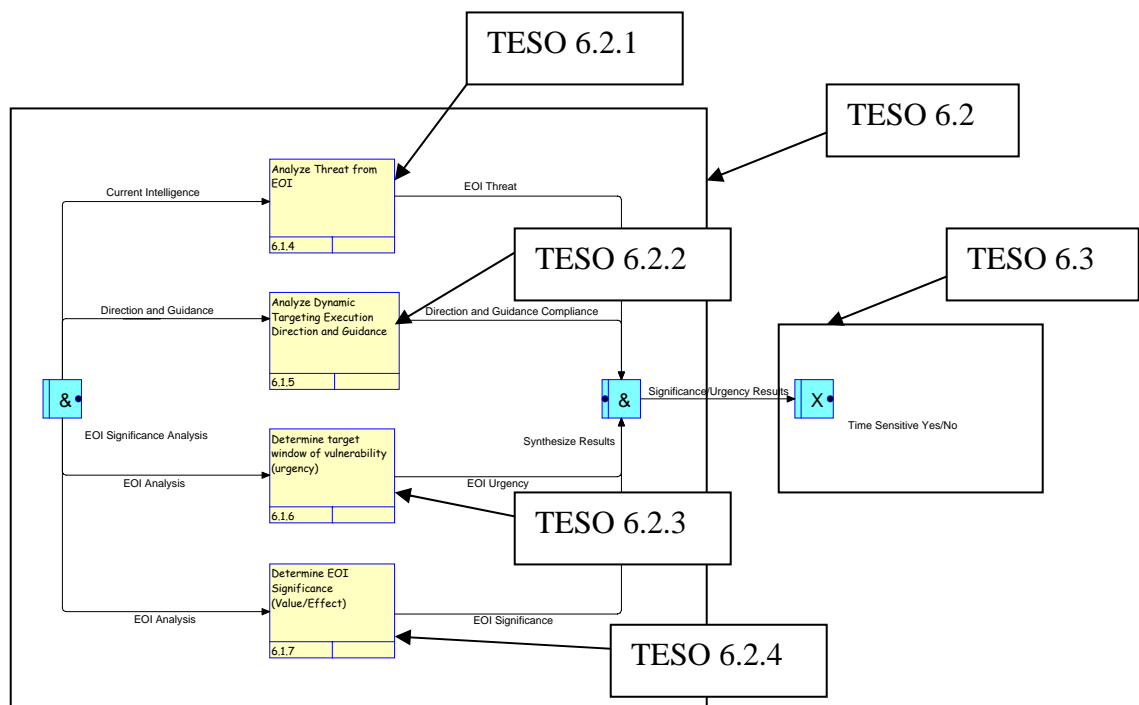 TESO 6.2.1
TESO 6.2
Analyze Threat from
EOI
Current Intelligence
EOI Threat
6.1.4
TESO 6.2.2
TESO 6.3
Analyze Dynamic
Targeting Execution
Direction and Guidance
Direction and Guidance
Direction and Guidance Compliance
6.1.5
&
&
Significance/Urgency Results
X
Time Sensitive Yes/No
EOI Significance Analysis
Synthesize Results
Determine target
window of vulnerability
(urgency)
EOI Analysis
EOI Urgency
6.1.6
TESO 6.2.3
Determine EOI
Significance
(Value/Effect)
EOI Analysis
EOI Significance
6.1.7
TESO 6.2.4